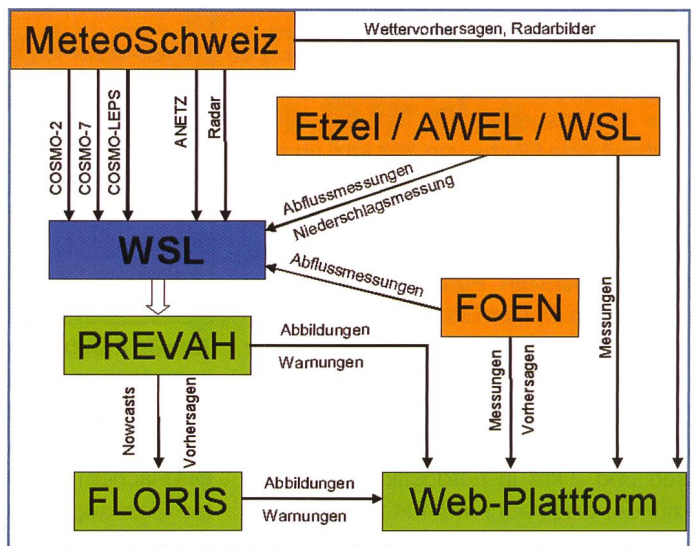 MeteoSchweiz
Wettervorhersagen, Radarbilder
COSMO-2
COSMO-7
COSMO-LEPS
ANETZ
Radar
Etzel / AWEL / WSL
Abflussmessungen
Niederschlagsmessung
WSL
Abflussmessungen
FOEN
Messungen
PREVAH
Abbildungen
Warnungen
Messungen
Vorhersagen
Nowcasts
Vorhersagen
FLORIS
Abbildungen
Warnungen
Web-Plattform